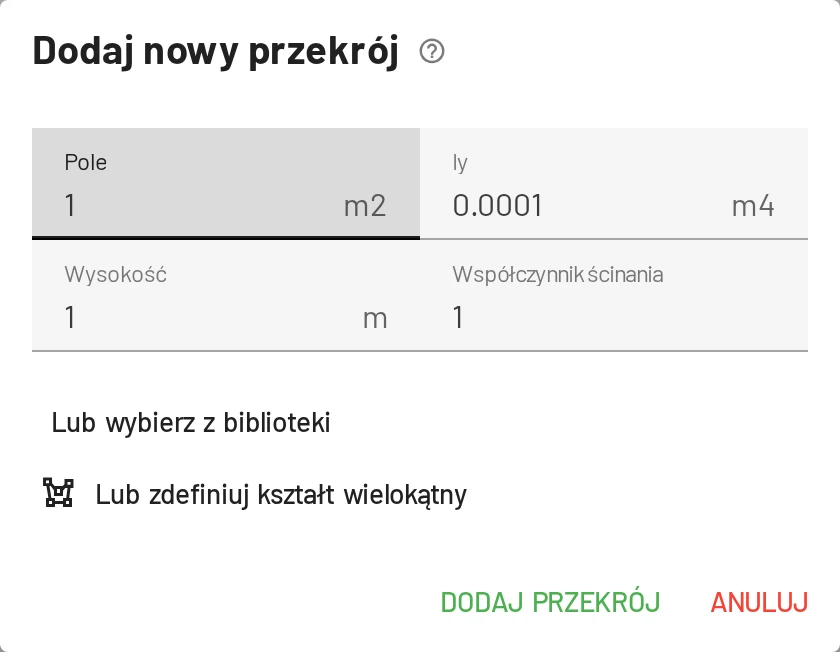 Dodaj nowy przekrój ?
Pole
1 m2
Iy
0.0001 m4
Wysokość
1 m
Współczynnik ścinania
1
Lub wybierz z biblioteki
Lub zdefiniuj kształt wielokątny
DODAJ PRZEKRÓJ ANULUJ